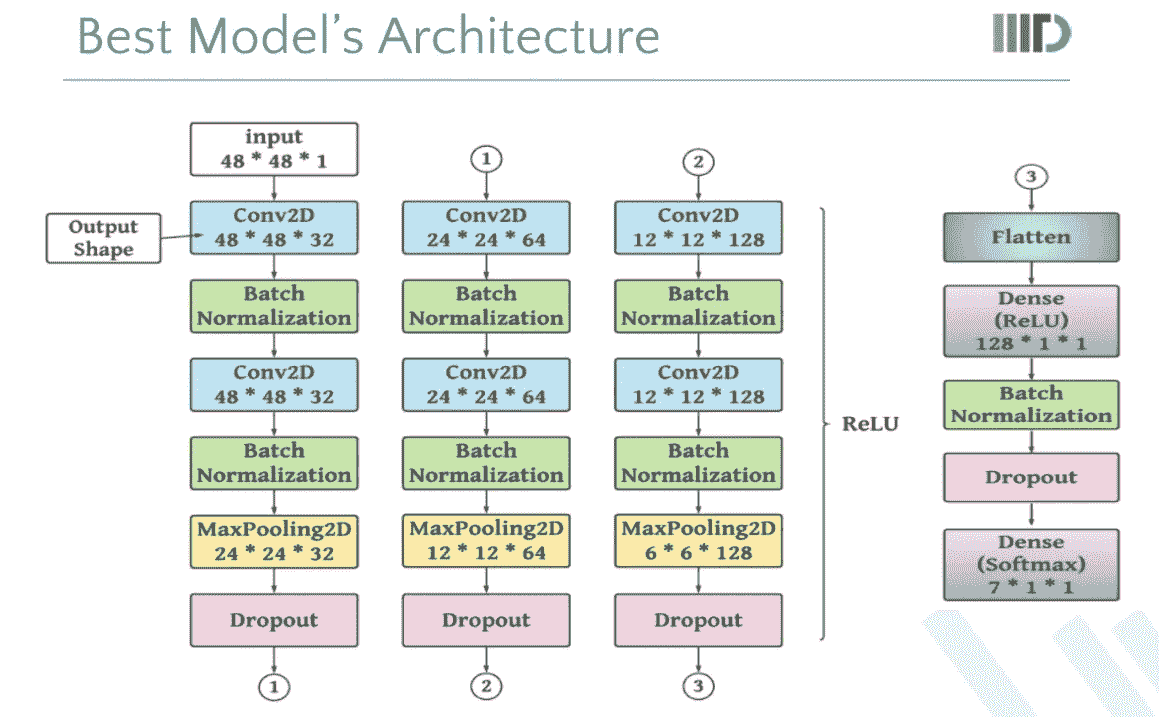 Best Model's Architecture
IIITD
input
48 * 48 * 1
Output
Shape
Conv2D
48 * 48 * 32
Batch
Normalization
Conv2D
48 * 48 * 32
Batch
Normalization
MaxPooling2D
24 * 24 * 32
Dropout
1
1
Conv2D
24 * 24 * 64
Batch
Normalization
Conv2D
24 * 24 * 64
Batch
Normalization
MaxPooling2D
12 * 12 * 64
Dropout
2
2
Conv2D
12 * 12 * 128
Batch
Normalization
Conv2D
12 * 12 * 128
Batch
Normalization
MaxPooling2D
6 * 6 * 128
Dropout
3
ReLU
3
Flatten
Dense
(ReLU)
128 * 1 * 1
Batch
Normalization
Dropout
Dense
(Softmax)
7 * 1 * 1